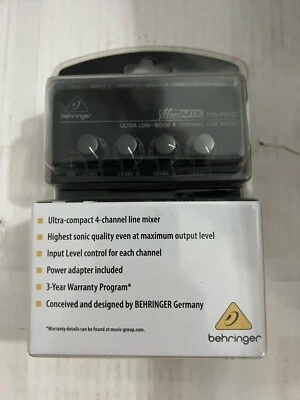 behringer
MicroMIX MX400
ULTRA LOW-NOISE 4 CHANNEL LINE MIXER
LEVEL
Ultra-compact 4-channel line mixer
Highest sonic quality even at maximum output level
Input Level control for each channel
Power adapter included
3-Year Warranty Program*
Conceived and designed by BEHRINGER Germany
*Warranty details can be found at music-group.com.
behringer